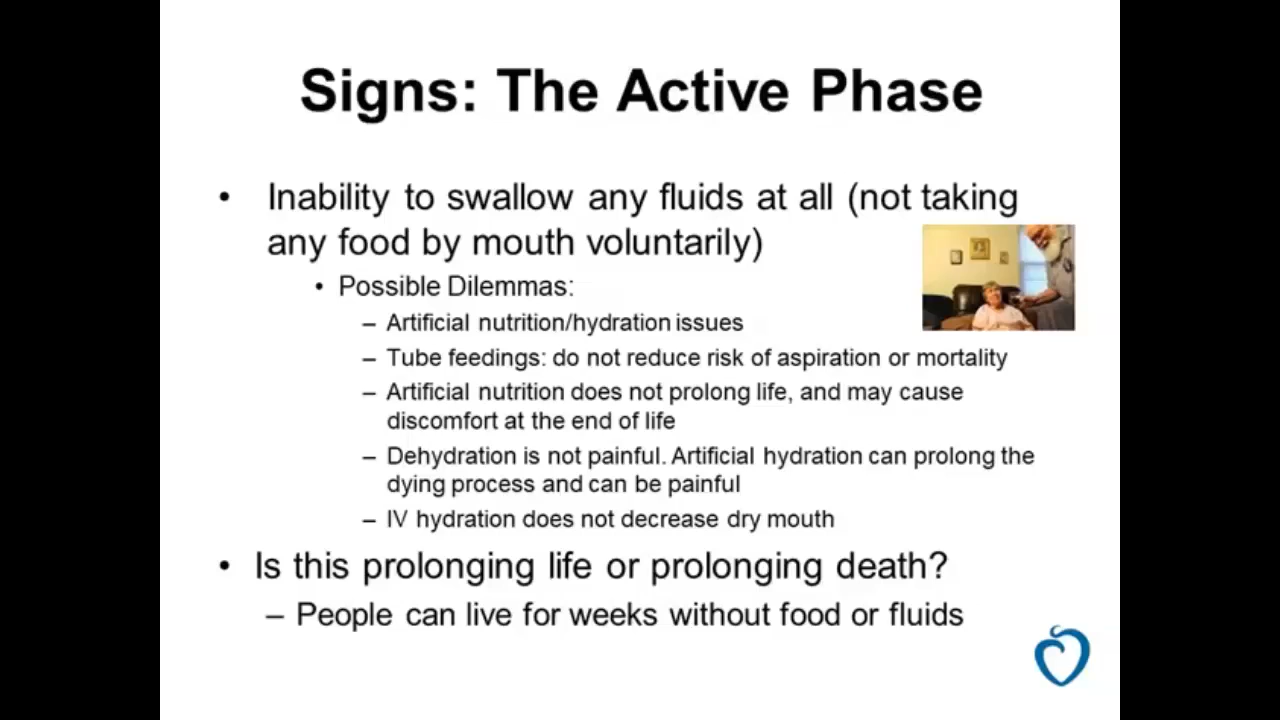 Signs: The Active Phase
• Inability to swallow any fluids at all (not taking
any food by mouth voluntarily)
• Possible Dilemmas:
– Artificial nutrition/hydration issues
– Tube feedings: do not reduce risk of aspiration or mortality
– Artificial nutrition does not prolong life, and may cause
discomfort at the end of life
– Dehydration is not painful. Artificial hydration can prolong the
dying process and can be painful
– IV hydration does not decrease dry mouth
• Is this prolonging life or prolonging death?
– People can live for weeks without food or fluids